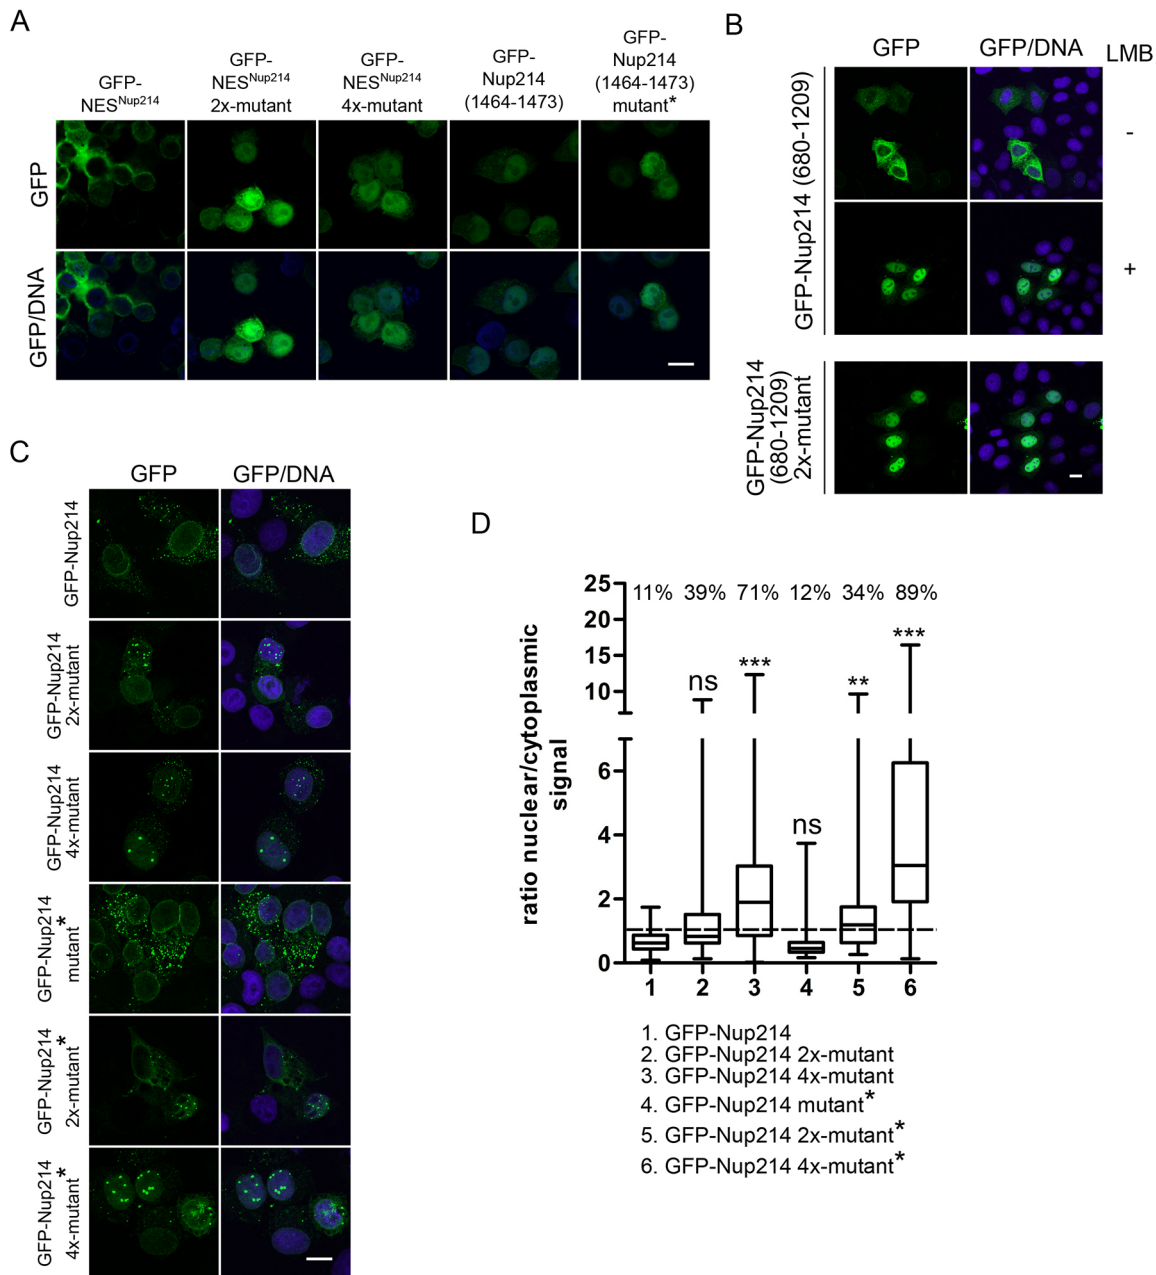 A
GFP-
NES^Nup214
GFP-
NES^Nup214
2x-mutant
GFP-
NES^Nup214
4x-mutant
GFP-
Nup214
(1464-1473)
GFP-
Nup214
(1464-1473)
mutant*
GFP
GFP/DNA
B
GFP
GFP/DNA
LMB
GFP-Nup214 (680-1209)
-
+
GFP-Nup214
(680-1209)
2x-mutant
C
GFP
GFP/DNA
GFP-Nup214
GFP-Nup214
2x-mutant
GFP-Nup214
4x-mutant
GFP-Nup214
mutant*
GFP-Nup214
2x-mutant*
GFP-Nup214
4x-mutant*
D
ratio nuclear/cytoplasmic
signal
25
20
15
10
6
4
2
0
11% 39% 71% 12% 34% 89%
ns
***
ns
**
***
1 2 3 4 5 6
1. GFP-Nup214
2. GFP-Nup214 2x-mutant
3. GFP-Nup214 4x-mutant
4. GFP-Nup214 mutant*
5. GFP-Nup214 2x-mutant*
6. GFP-Nup214 4x-mutant*